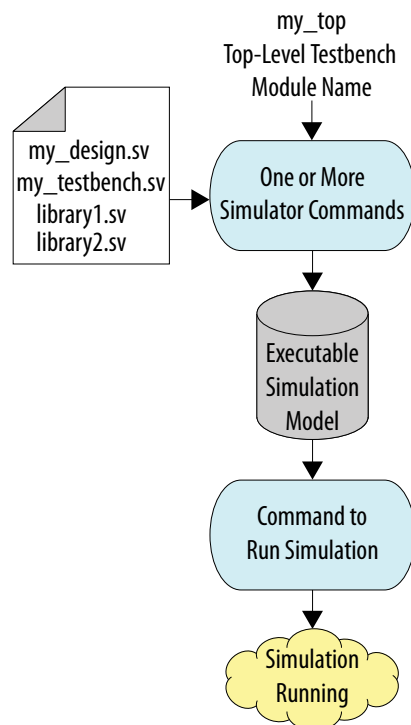 my_top
Top-Level Testbench
Module Name
my_design.sv
my_testbench.sv
library1.sv
library2.sv
One or More
Simulator Commands
Executable
Simulation
Model
Command to
Run Simulation
Simulation
Running